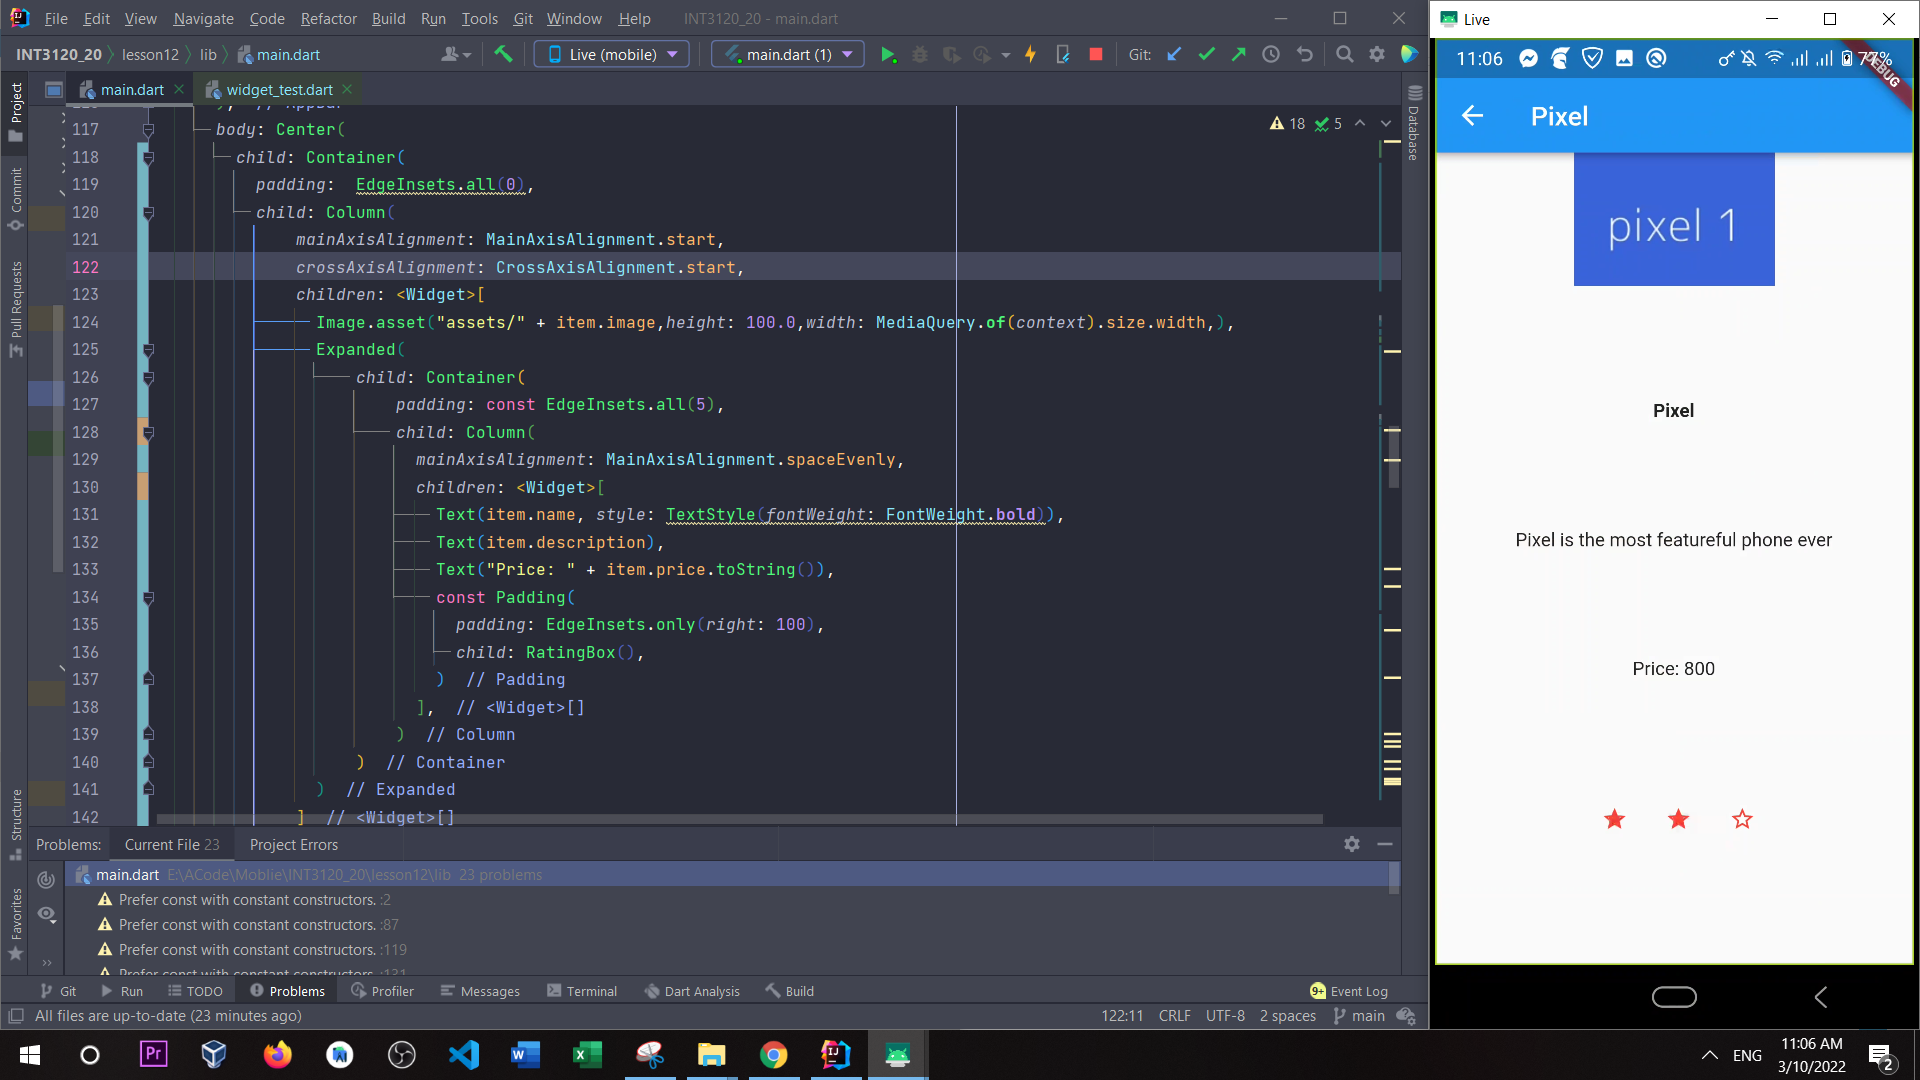 File Edit View Navigate Code Refactor Build Run Tools Git Window Help INT3120_20 - main.dart
INT3120_20 lesson12 lib main.dart Live (mobile) main.dart (1) Git:
main.dart widget_test.dart
Project
Commit
Pull Requests
Structure
Favorites
Database
18 5
117 body: Center(
118 child: Container(
119 padding: EdgeInsets.all(0),
120 child: Column(
121 mainAxisAlignment: MainAxisAlignment.start,
122 crossAxisAlignment: CrossAxisAlignment.start,
123 children: <Widget>[
124 Image.asset("assets/" + item.image,height: 100.0,width: MediaQuery.of(context).size.width,),
125 Expanded(
126 child: Container(
127 padding: const EdgeInsets.all(5),
128 child: Column(
129 mainAxisAlignment: MainAxisAlignment.spaceEvenly,
130 children: <Widget>[
131 Text(item.name, style: TextStyle(fontWeight: FontWeight.bold)),
132 Text(item.description),
133 Text("Price: " + item.price.toString()),
134 const Padding(
135 padding: EdgeInsets.only(right: 100),
136 child: RatingBox(),
137 ) // Padding
138 ], // <Widget>[]
139 ) // Column
140 ) // Container
141 ) // Expanded
142 ] // <Widget>[]
Problems: Current File 23 Project Errors
main.dart E:\ACode\Moblie\INT3120_20\lesson12\lib 23 problems
Prefer const with constant constructors. :2
Prefer const with constant constructors. :87
Prefer const with constant constructors. :119
Prefer const with constant constructors. :131
Git Run TODO Problems Profiler Messages Terminal Dart Analysis Build 9+ Event Log
All files are up-to-date (23 minutes ago) 122:11 CRLF UTF-8 2 spaces main
Live
11:06 77%
DEBUG
Pixel
pixel 1
Pixel
Pixel is the most featureful phone ever
Price: 800
ENG 11:06 AM
3/10/2022
2